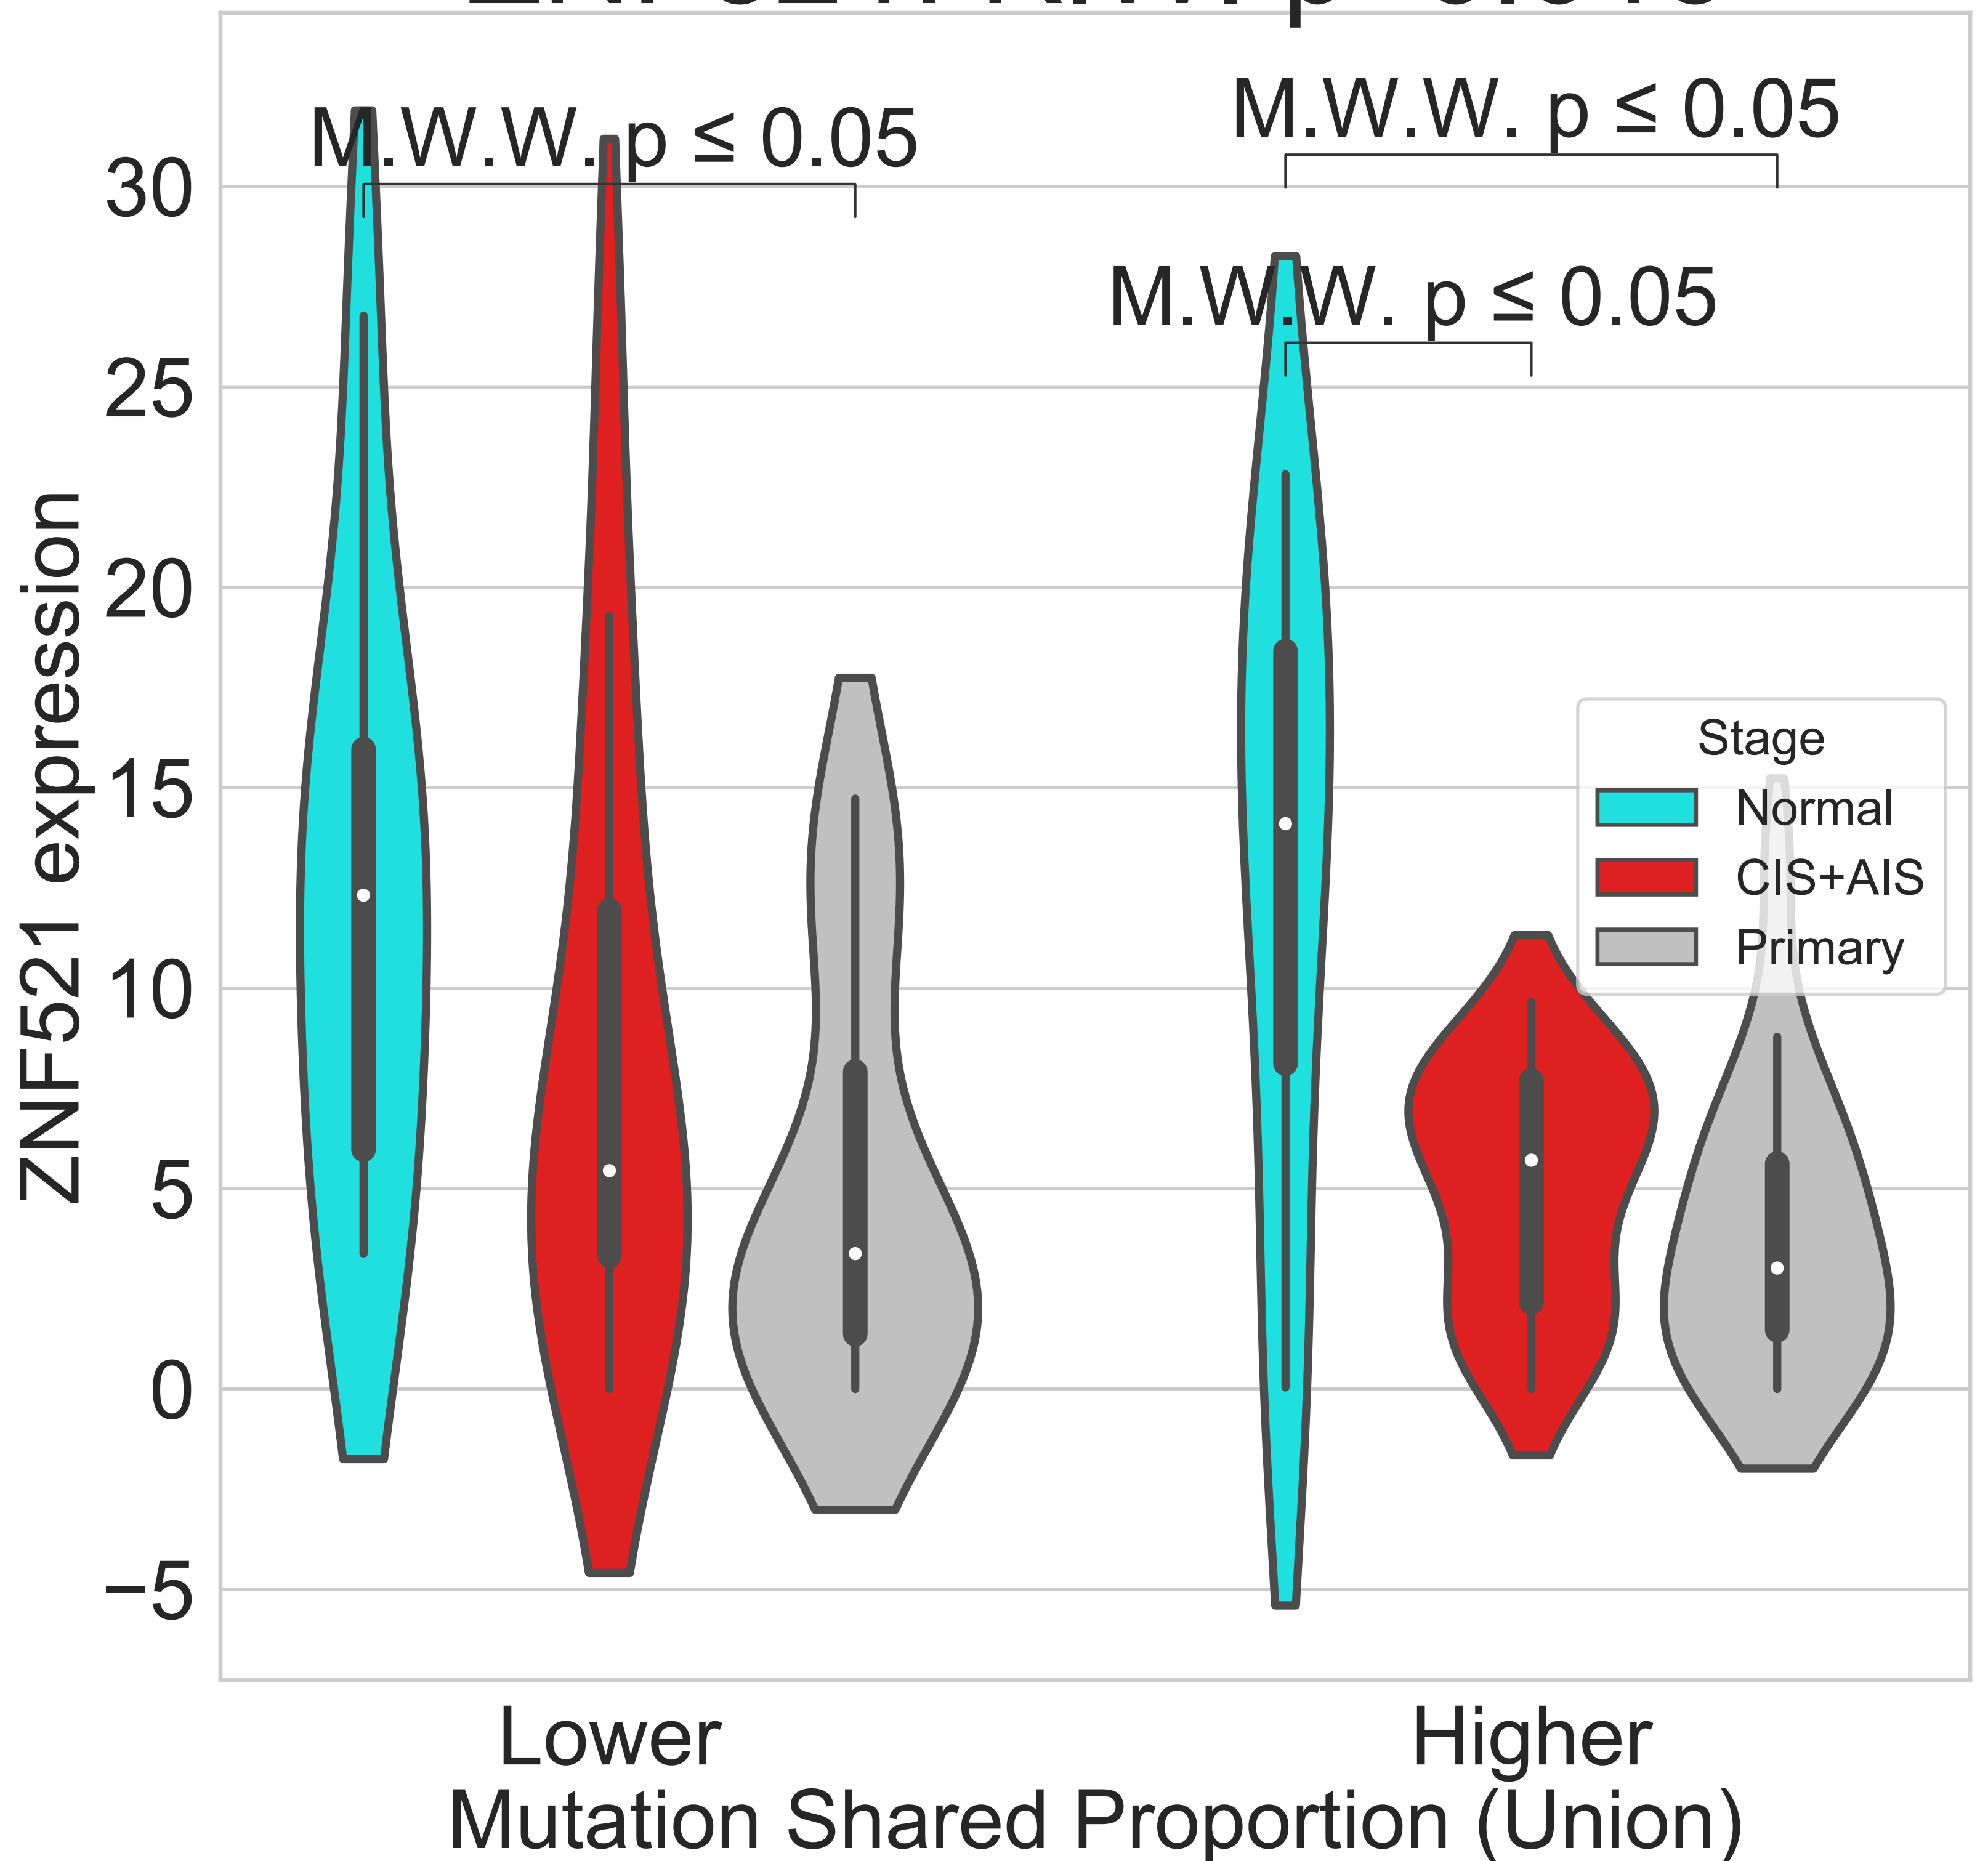 M.W.W. p ≤ 0.05
M.W.W. p ≤ 0.05
M.W.W. p ≤ 0.05
30
25
20
15
10
5
0
−5
ZNF521 expression
Stage
Normal
CIS+AIS
Primary
Lower
Higher
Mutation Shared Proportion (Union)